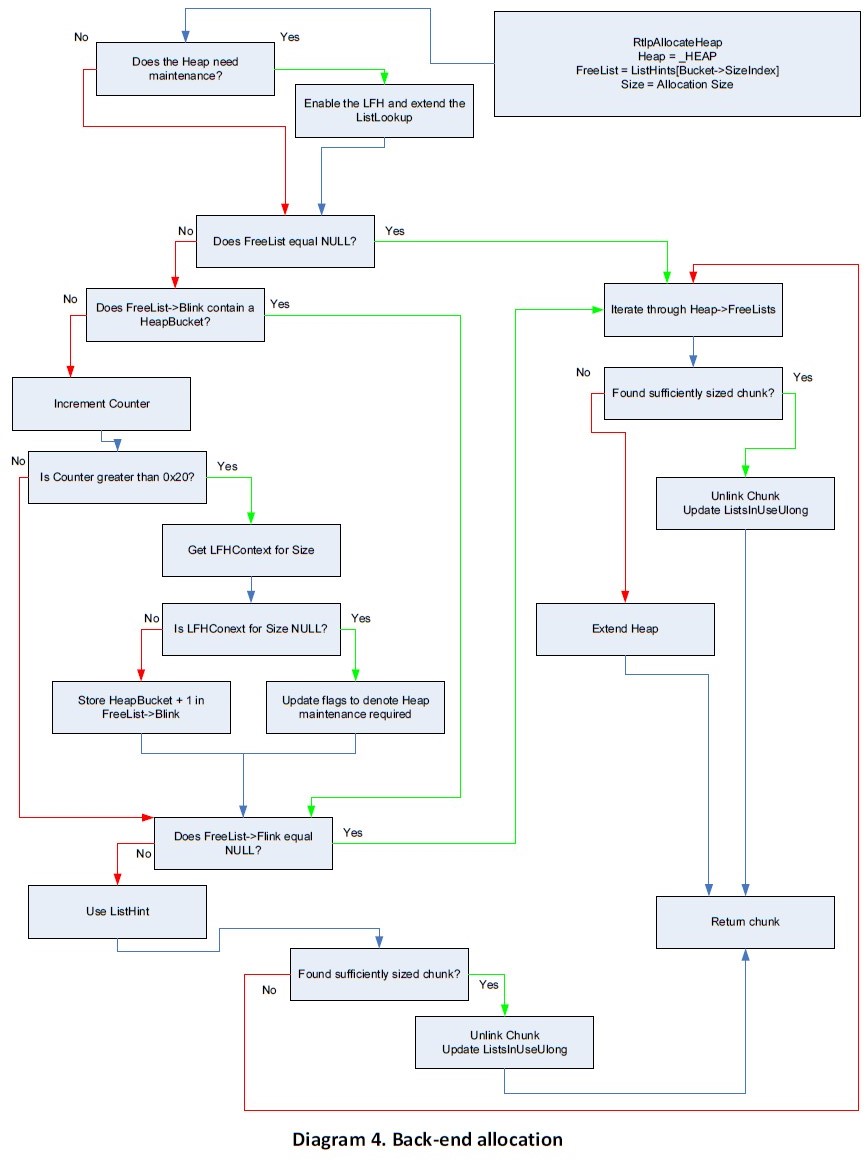 RtlpAllocateHeap
Heap = _HEAP
FreeList = ListHints[Bucket->SizeIndex]
Size = Allocation Size
No
Yes
Does the Heap need
maintenance?
Enable the LFH and extend the
ListLookup
No
Does FreeList equal NULL?
Yes
No
Does FreeList->Blink contain a
HeapBucket?
Yes
Iterate through Heap->FreeLists
No
Found sufficiently sized chunk?
Yes
Increment Counter
No
Is Counter greater than 0x20?
Yes
Unlink Chunk
Update ListsInUseUlong
Get LFHContext for Size
No
Is LFHConext for Size NULL?
Yes
Extend Heap
Store HeapBucket + 1 in
FreeList->Blink
Update flags to denote Heap
maintenance required
Does FreeList->Flink equal
NULL?
Yes
No
Use ListHint
Return chunk
Found sufficiently sized chunk?
No
Yes
Unlink Chunk
Update ListsInUseUlong
Diagram 4. Back-end allocation